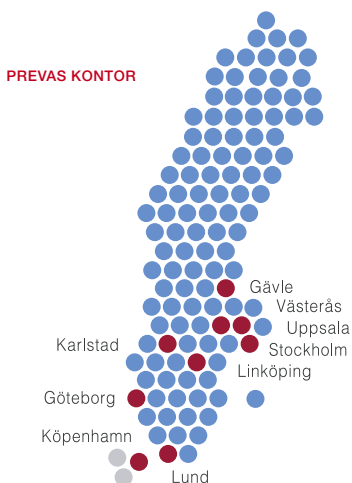 PREVAS KONTOR
Gävle
Västerås
Uppsala
Karlstad
Stockholm
Linköping
Göteborg
Köpenhamn
Lund